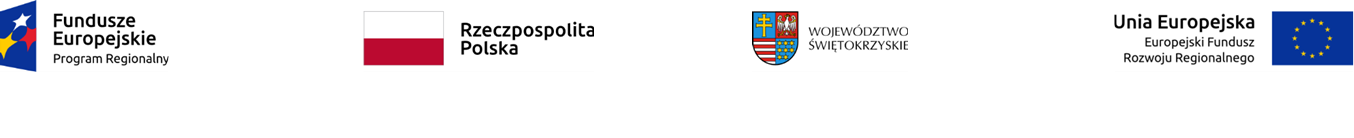 Fundusze
Europejskie
Program Regionalny
Rzeczpospolita
Polska
WOJEWÓDZTWO
ŚWIĘTOKRZYSKIE
Unia Europejska
Europejski Fundusz
Rozwoju Regionalnego